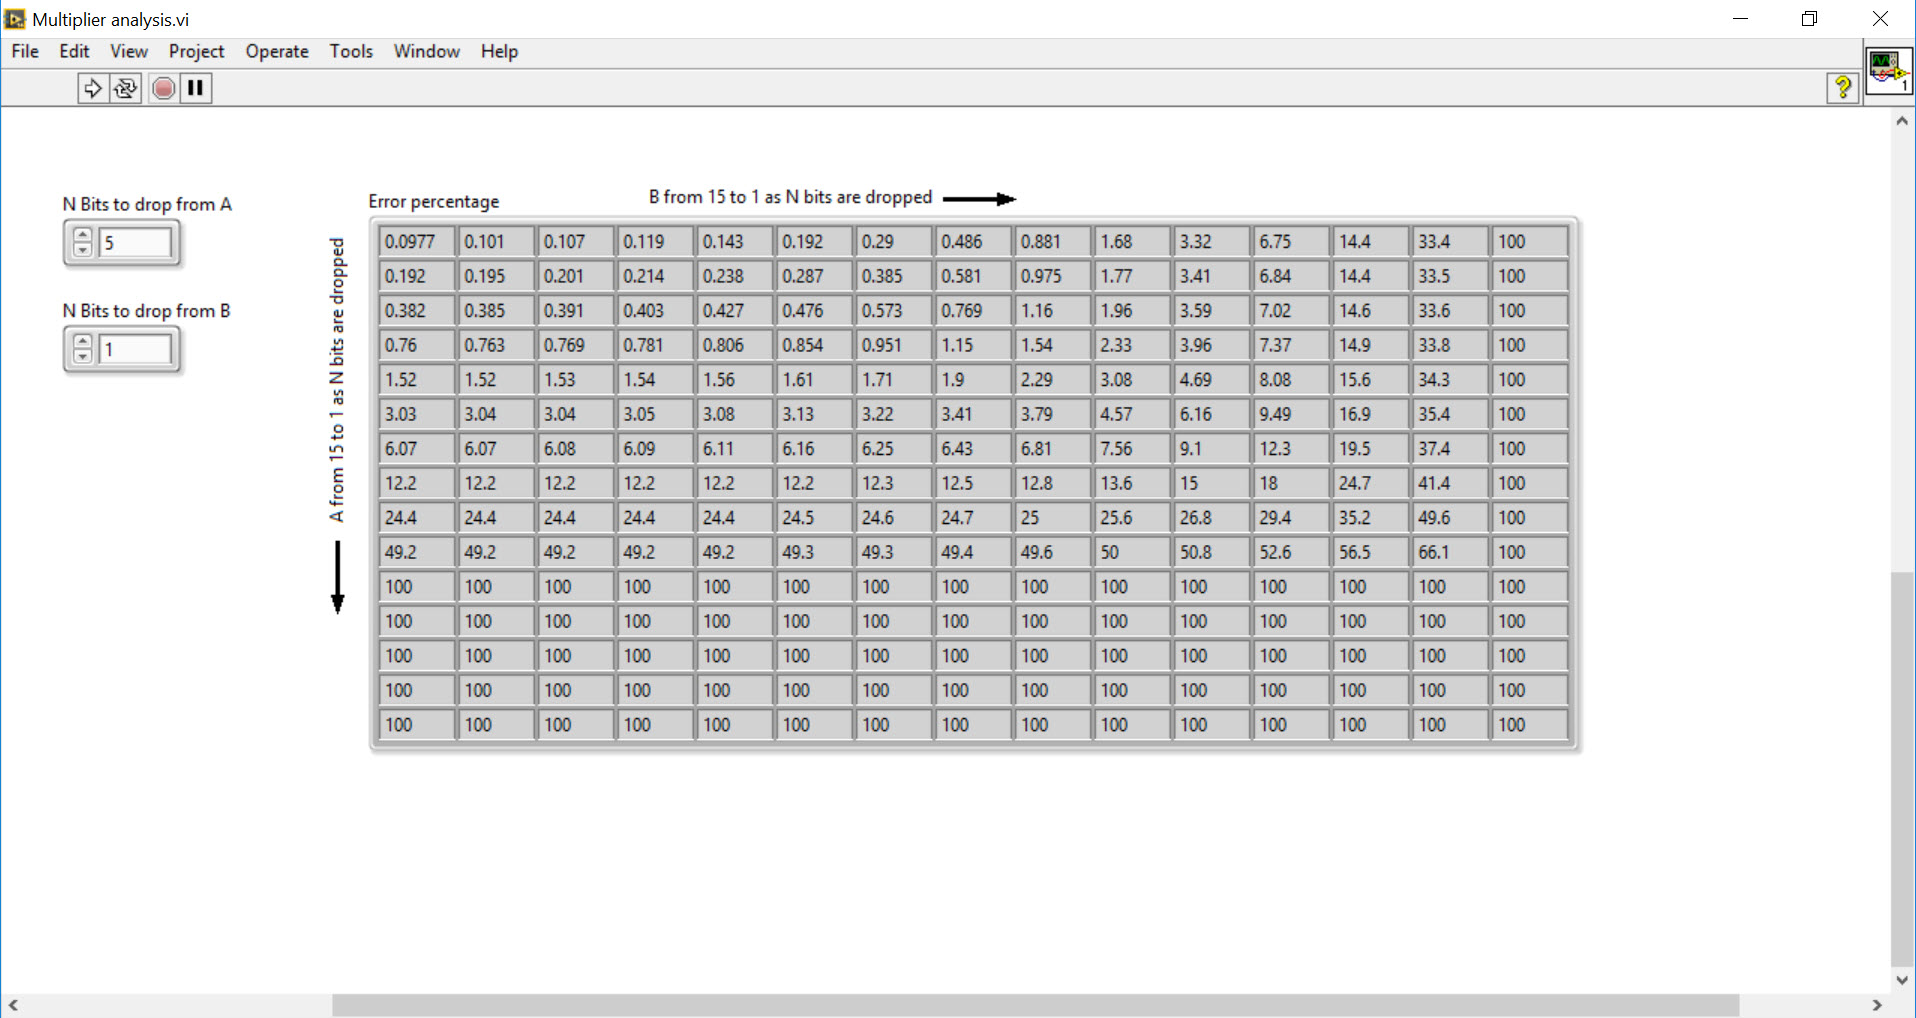 Multiplier analysis.vi
File Edit View Project Operate Tools Window Help
1
N Bits to drop from A
5
N Bits to drop from B
1
Error percentage
B from 15 to 1 as N bits are dropped
A from 15 to 1 as N bits are dropped
0.0977 0.101 0.107 0.119 0.143 0.192 0.29 0.486 0.881 1.68 3.32 6.75 14.4 33.4 100
0.192 0.195 0.201 0.214 0.238 0.287 0.385 0.581 0.975 1.77 3.41 6.84 14.4 33.5 100
0.382 0.385 0.391 0.403 0.427 0.476 0.573 0.769 1.16 1.96 3.59 7.02 14.6 33.6 100
0.76 0.763 0.769 0.781 0.806 0.854 0.951 1.15 1.54 2.33 3.96 7.37 14.9 33.8 100
1.52 1.52 1.53 1.54 1.56 1.61 1.71 1.9 2.29 3.08 4.69 8.08 15.6 34.3 100
3.03 3.04 3.04 3.05 3.08 3.13 3.22 3.41 3.79 4.57 6.16 9.49 16.9 35.4 100
6.07 6.07 6.08 6.09 6.11 6.16 6.25 6.43 6.81 7.56 9.1 12.3 19.5 37.4 100
12.2 12.2 12.2 12.2 12.2 12.2 12.3 12.5 12.8 13.6 15 18 24.7 41.4 100
24.4 24.4 24.4 24.4 24.4 24.5 24.6 24.7 25 25.6 26.8 29.4 35.2 49.6 100
49.2 49.2 49.2 49.2 49.2 49.3 49.3 49.4 49.6 50 50.8 52.6 56.5 66.1 100
100 100 100 100 100 100 100 100 100 100 100 100 100 100 100
100 100 100 100 100 100 100 100 100 100 100 100 100 100 100
100 100 100 100 100 100 100 100 100 100 100 100 100 100 100
100 100 100 100 100 100 100 100 100 100 100 100 100 100 100
100 100 100 100 100 100 100 100 100 100 100 100 100 100 100